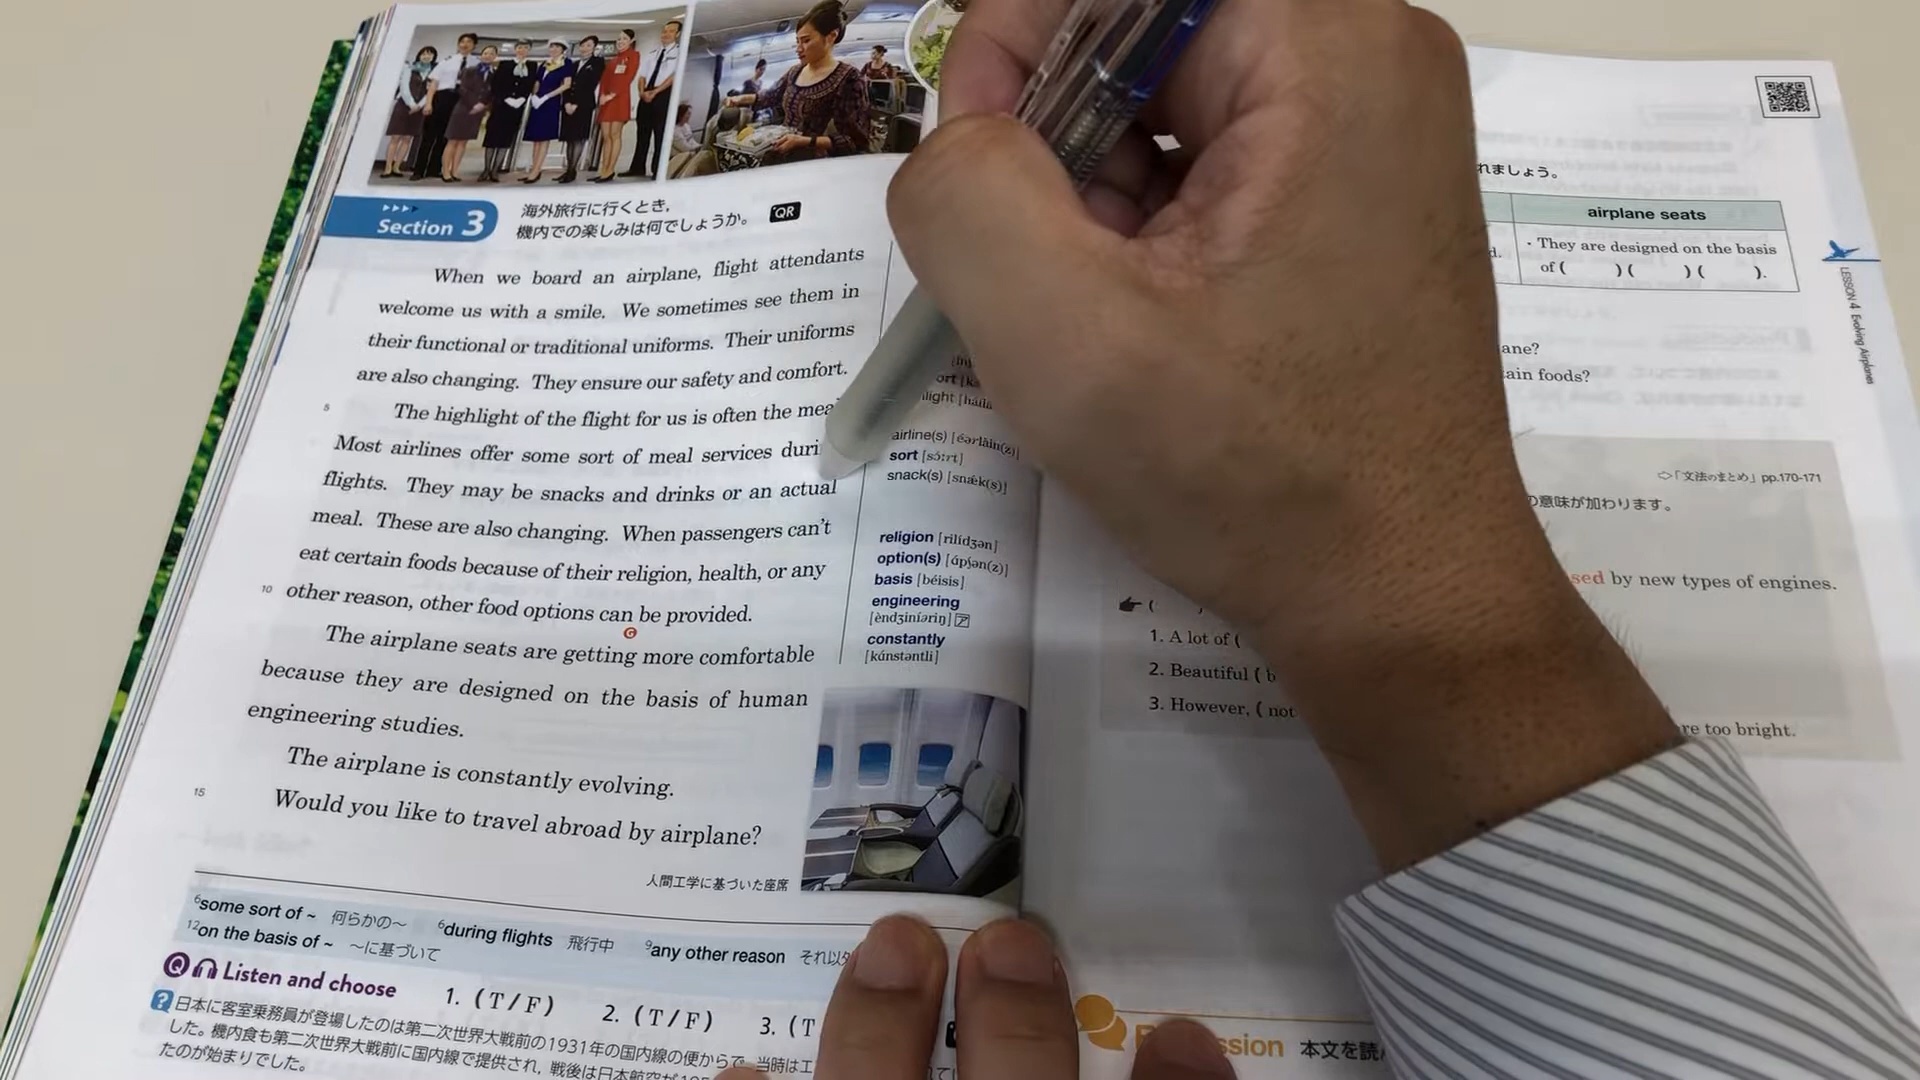 Section 3
海外旅行に行くとき,
機内での楽しみは何でしょうか。
QR
When we board an airplane, flight attendants
welcome us with a smile. We sometimes see them in
their functional or traditional uniforms. Their uniforms
are also changing. They ensure our safety and comfort.
5 The highlight of the flight for us is often the
Most airlines offer some sort of meal services
flights. They may be snacks and drinks or an actual
meal. These are also changing. When passengers can't
eat certain foods because of their religion, health, or any
10 other reason, other food options can be provided.
G
The airplane seats are getting more comfortable
because they are designed on the basis of human
engineering studies.
The airplane is constantly evolving.
15 Would you like to travel abroad by airplane?
人間工学に基づいた座席
airline(s) [éərlàin(z)]
sort [sɔ́ːrt]
snack(s) [snǽk(s)]
religion [rilídʒən]
option(s) [ápʃən(z)]
basis [béisis]
engineering
[èndʒiníəriŋ] ア
constantly
[kánstəntli]
6some sort of ~ 何らかの~ 6during flights 飛行中 9any other reason
12on the basis of ~ ~に基づいて
Q Listen and choose 1. (T / F) 2. (T / F) 3. (T
? 日本に客室乗務員が登場したのは第二次世界大戦前の1931年の国内線の便からで, 当時はエ
した。機内食も第二次世界大戦前に国内線で提供され, 戦後は日本航空が
たのが始まりでした。
れましょう。
airplane seats
d.
・They are designed on the basis
of ( ) ( ) ( ).
LESSON 4 Evolving Airplanes
foods?
⇨「文法のまとめ」pp.170-171
の意味が加わります。
by new types of engines.
1. A lot of (
2. Beautiful ( b
3. However, ( not
too bright.
本文を読